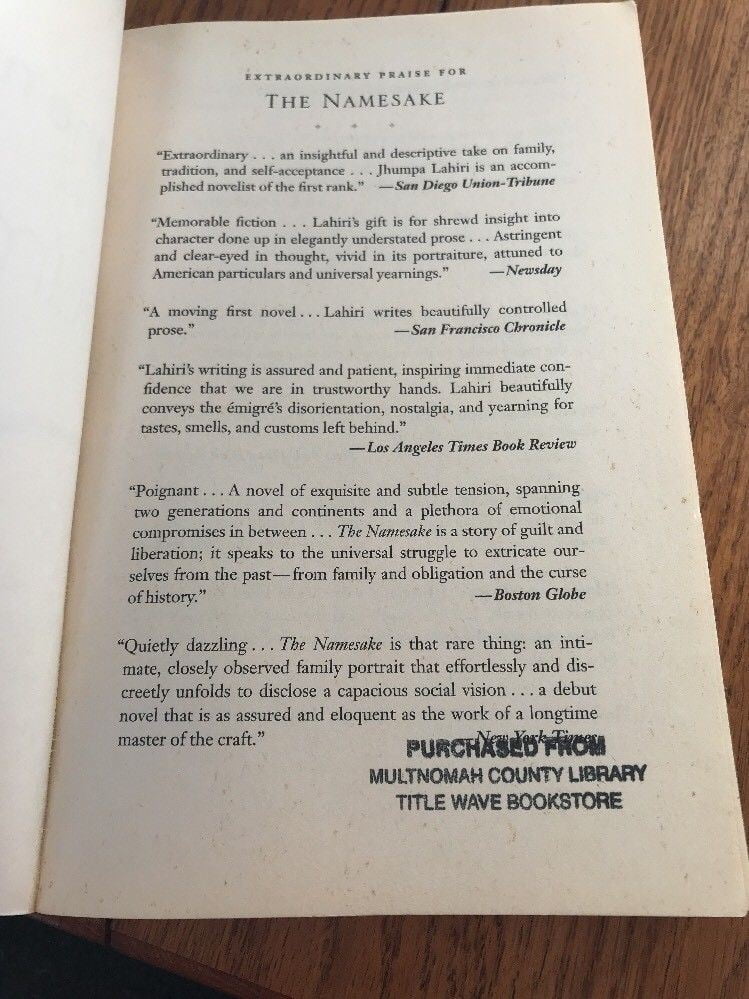 EXTRAORDINARY PRAISE FOR
THE NAMESAKE
“Extraordinary . . . an insightful and descriptive take on family,
tradition, and self-acceptance . . . Jhumpa Lahiri is an accom-
plished novelist of the first rank.” —San Diego Union-Tribune
“Memorable fiction . . . Lahiri’s gift is for shrewd insight into
character done up in elegantly understated prose . . . Astringent
and clear-eyed in thought, vivid in its portraiture, attuned to
American particulars and universal yearnings.” —Newsday
“A moving first novel . . . Lahiri writes beautifully controlled
prose.” —San Francisco Chronicle
“Lahiri’s writing is assured and patient, inspiring immediate con-
fidence that we are in trustworthy hands. Lahiri beautifully
conveys the émigré’s disorientation, nostalgia, and yearning for
tastes, smells, and customs left behind.”
—Los Angeles Times Book Review
“Poignant . . . A novel of exquisite and subtle tension, spanning
two generations and continents and a plethora of emotional
compromises in between . . . The Namesake is a story of guilt and
liberation; it speaks to the universal struggle to extricate our-
selves from the past—from family and obligation and the curse
of history.” —Boston Globe
“Quietly dazzling . . . The Namesake is that rare thing: an inti-
mate, closely observed family portrait that effortlessly and dis-
creetly unfolds to disclose a capacious social vision . . . a debut
novel that is as assured and eloquent as the work of a longtime
master of the craft.” —New York Times
PURCHASED FROM
MULTNOMAH COUNTY LIBRARY
TITLE WAVE BOOKSTORE